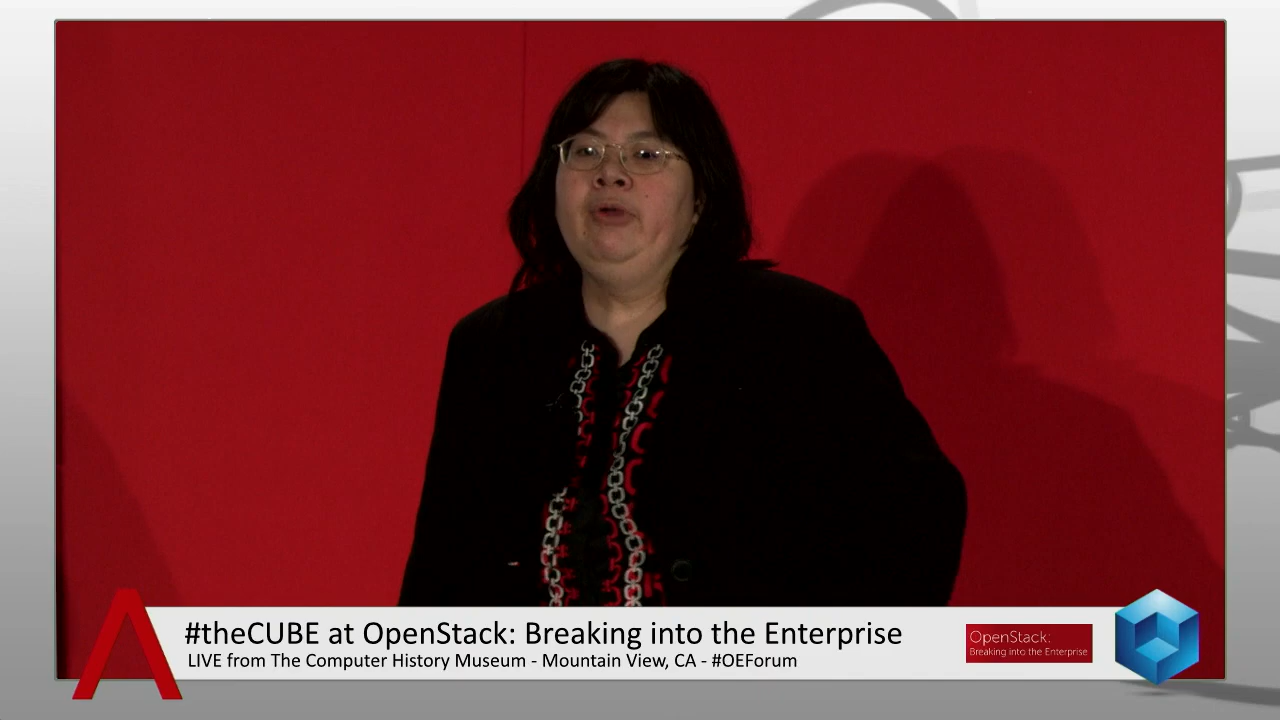 #theCUBE at OpenStack: Breaking into the Enterprise
LIVE from The Computer History Museum - Mountain View, CA - #OEForum
OpenStack:
Breaking into the Enterprise